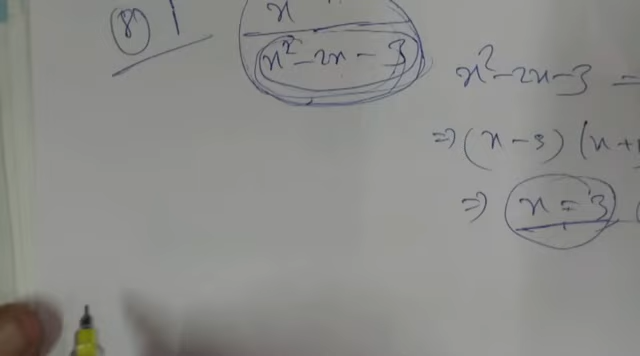 (8)
x
x² - 2x - 3
x² - 2x - 3 =
⇒ (x - 3) (x +
⇒ x = 3